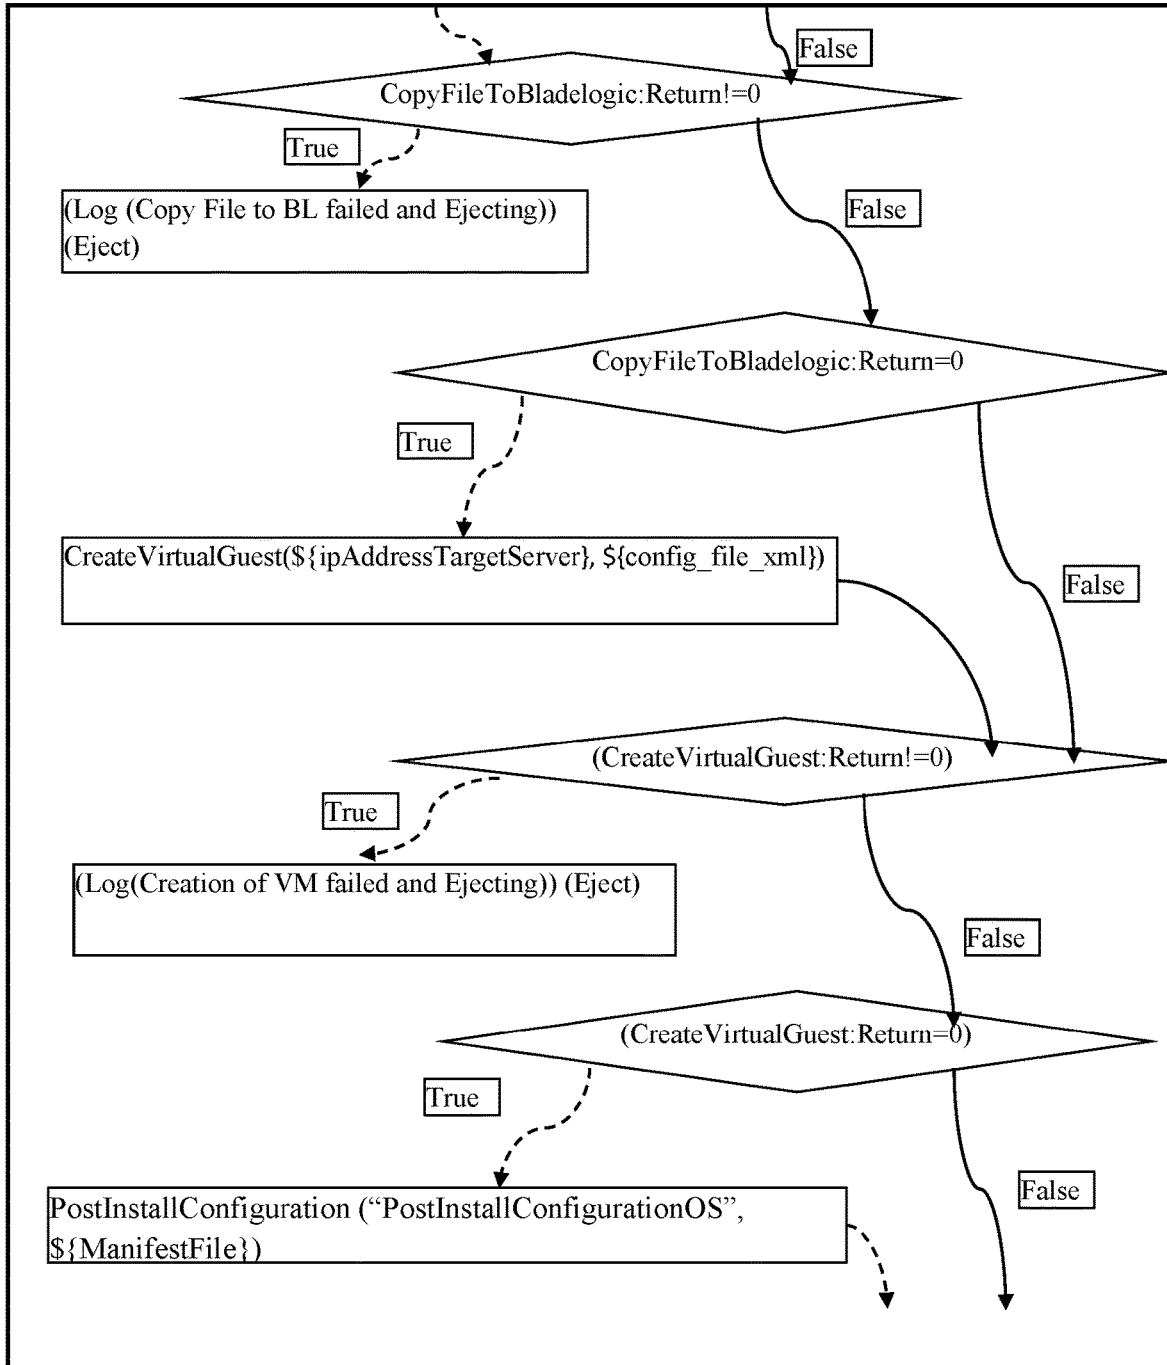 False
CopyFileToBladelogic:Return!=0
True
(Log (Copy File to BL failed and Ejecting))
(Eject)
False
CopyFileToBladelogic:Return=0
True
CreateVirtualGuest(${ipAddressTargetServer}, ${config_file_xml})
False
(CreateVirtualGuest:Return!=0)
True
(Log(Creation of VM failed and Ejecting)) (Eject)
False
(CreateVirtualGuest:Return=0)
True
False
PostInstallConfiguration (“PostInstallConfigurationOS”,
${ManifestFile})